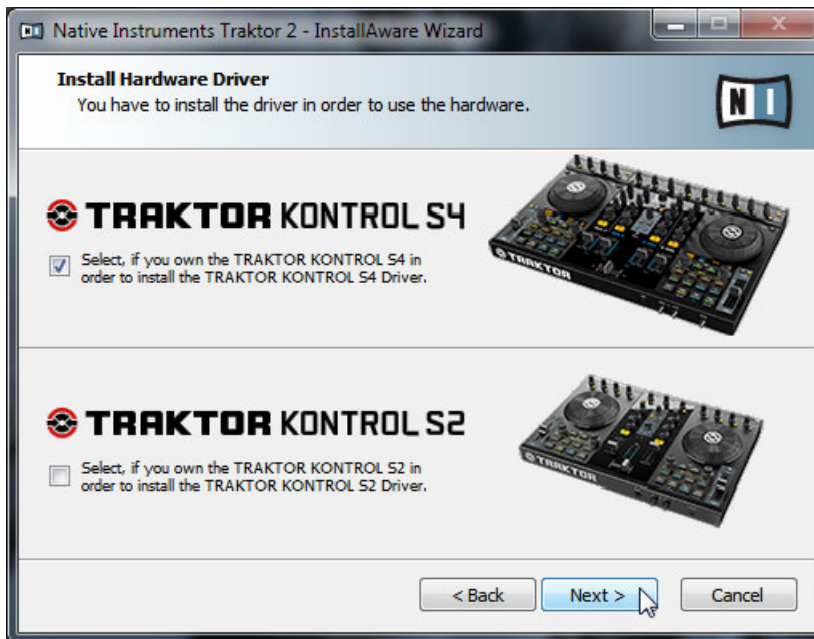 Native Instruments Traktor 2 - InstallAware Wizard
Install Hardware Driver
You have to install the driver in order to use the hardware.
N I
TRAKTOR KONTROL S4
Select, if you own the TRAKTOR KONTROL S4 in
order to install the TRAKTOR KONTROL S4 Driver.
TRAKTOR
TRAKTOR KONTROL S2
Select, if you own the TRAKTOR KONTROL S2 in
order to install the TRAKTOR KONTROL S2 Driver.
TRAKTOR
< Back
Next >
Cancel